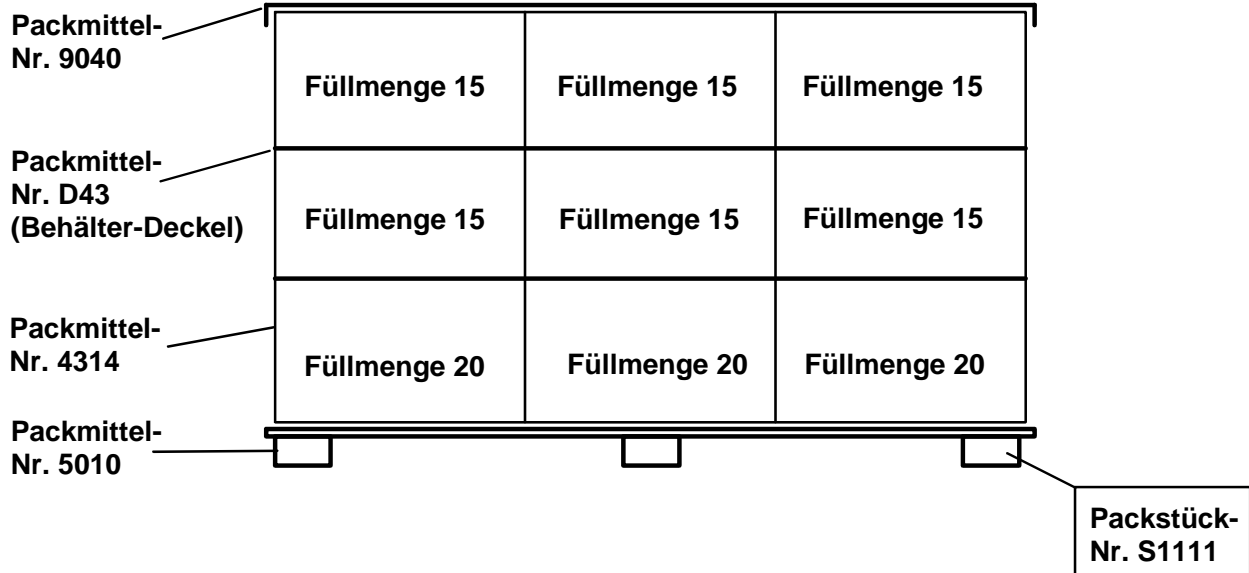 Packmittel-
Nr. 9040
Füllmenge 15
Füllmenge 15
Füllmenge 15
Packmittel-
Nr. D43
(Behälter-Deckel)
Füllmenge 15
Füllmenge 15
Füllmenge 15
Packmittel-
Nr. 4314
Füllmenge 20
Füllmenge 20
Füllmenge 20
Packmittel-
Nr. 5010
Packstück-
Nr. S1111